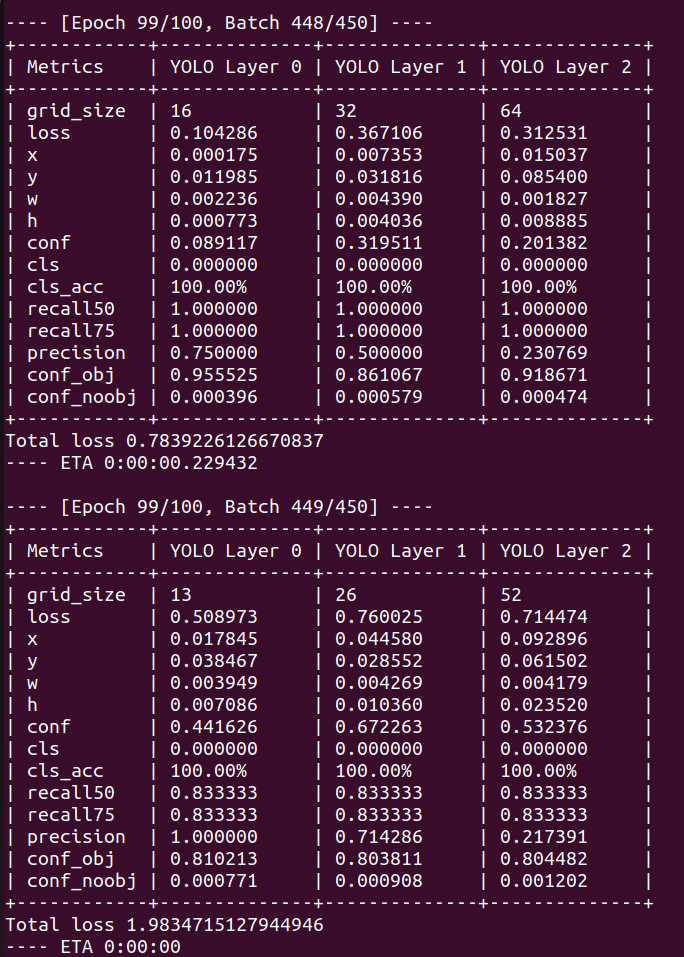 ---- [Epoch 99/100, Batch 448/450] ----
+------------+--------------+--------------+--------------+
| Metrics    | YOLO Layer 0 | YOLO Layer 1 | YOLO Layer 2 |
+------------+--------------+--------------+--------------+
| grid_size  | 16           | 32           | 64           |
| loss       | 0.104286     | 0.367106     | 0.312531     |
| x          | 0.000175     | 0.007353     | 0.015037     |
| y          | 0.011985     | 0.031816     | 0.085400     |
| w          | 0.002236     | 0.004390     | 0.001827     |
| h          | 0.000773     | 0.004036     | 0.008885     |
| conf       | 0.089117     | 0.319511     | 0.201382     |
| cls        | 0.000000     | 0.000000     | 0.000000     |
| cls_acc    | 100.00%      | 100.00%      | 100.00%      |
| recall50   | 1.000000     | 1.000000     | 1.000000     |
| recall75   | 1.000000     | 1.000000     | 1.000000     |
| precision  | 0.750000     | 0.500000     | 0.230769     |
| conf_obj   | 0.955525     | 0.861067     | 0.918671     |
| conf_noobj | 0.000396     | 0.000579     | 0.000474     |
+------------+--------------+--------------+--------------+
Total loss 0.7839226126670837
---- ETA 0:00:00.229432
---- [Epoch 99/100, Batch 449/450] ----
+------------+--------------+--------------+--------------+
| Metrics    | YOLO Layer 0 | YOLO Layer 1 | YOLO Layer 2 |
+------------+--------------+--------------+--------------+
| grid_size  | 13           | 26           | 52           |
| loss       | 0.508973     | 0.760025     | 0.714474     |
| x          | 0.017845     | 0.044580     | 0.092896     |
| y          | 0.038467     | 0.028552     | 0.061502     |
| w          | 0.003949     | 0.004269     | 0.004179     |
| h          | 0.007086     | 0.010360     | 0.023520     |
| conf       | 0.441626     | 0.672263     | 0.532376     |
| cls        | 0.000000     | 0.000000     | 0.000000     |
| cls_acc    | 100.00%      | 100.00%      | 100.00%      |
| recall50   | 0.833333     | 0.833333     | 0.833333     |
| recall75   | 0.833333     | 0.833333     | 0.833333     |
| precision  | 1.000000     | 0.714286     | 0.217391     |
| conf_obj   | 0.810213     | 0.803811     | 0.804482     |
| conf_noobj | 0.000771     | 0.000908     | 0.001202     |
+------------+--------------+--------------+--------------+
Total loss 1.9834715127944946
---- ETA 0:00:00